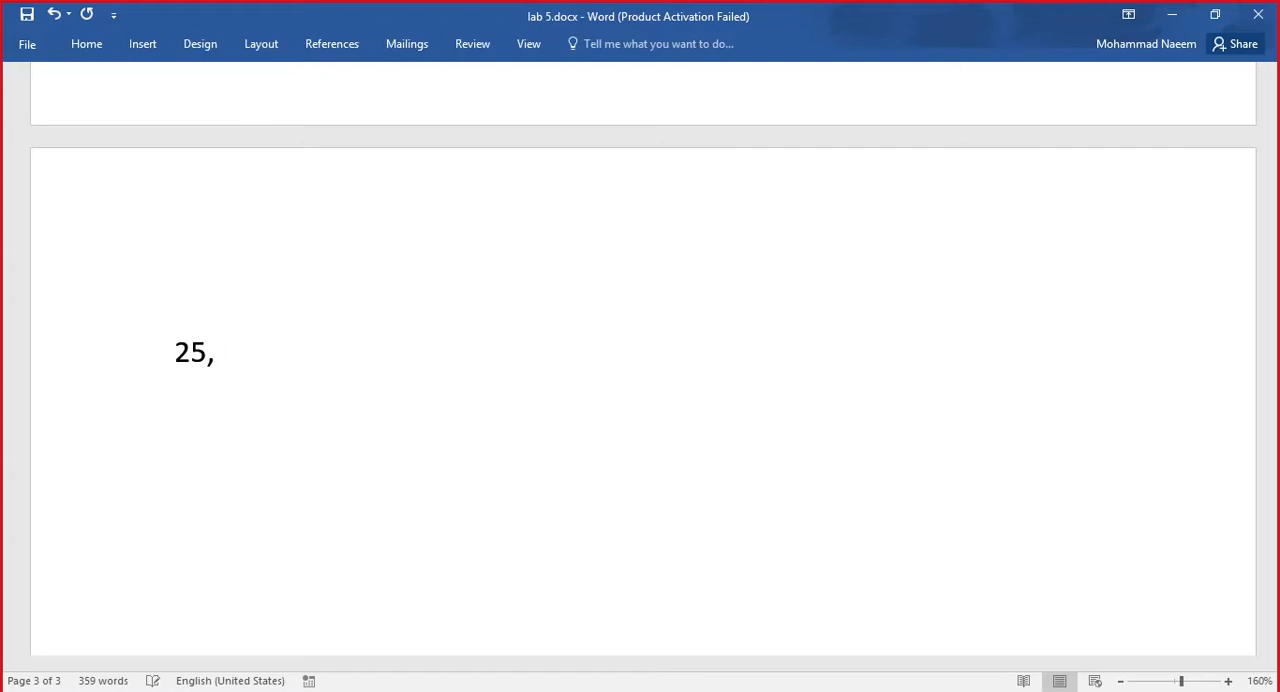 lab 5.docx - Word (Product Activation Failed)
File Home Insert Design Layout References Mailings Review View Tell me what you want to do... Mohammad Naeem Share
25,
Page 3 of 3 359 words English (United States) 160%